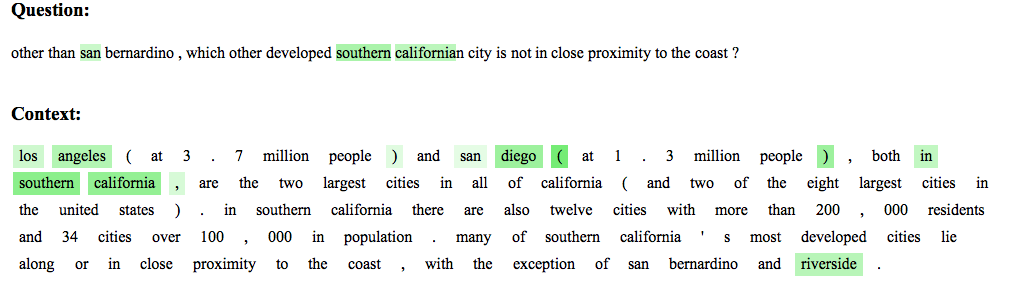 Question:
other than san bernardino , which other developed southern californian city is not in close proximity to the coast ?
Context:
los angeles ( at 3 . 7 million people ) and san diego ( at 1 . 3 million people ) , both in
southern california , are the two largest cities in all of california ( and two of the eight largest cities in
the united states ) . in southern california there are also twelve cities with more than 200 , 000 residents
and 34 cities over 100 , 000 in population . many of southern california ' s most developed cities lie
along or in close proximity to the coast , with the exception of san bernardino and riverside .